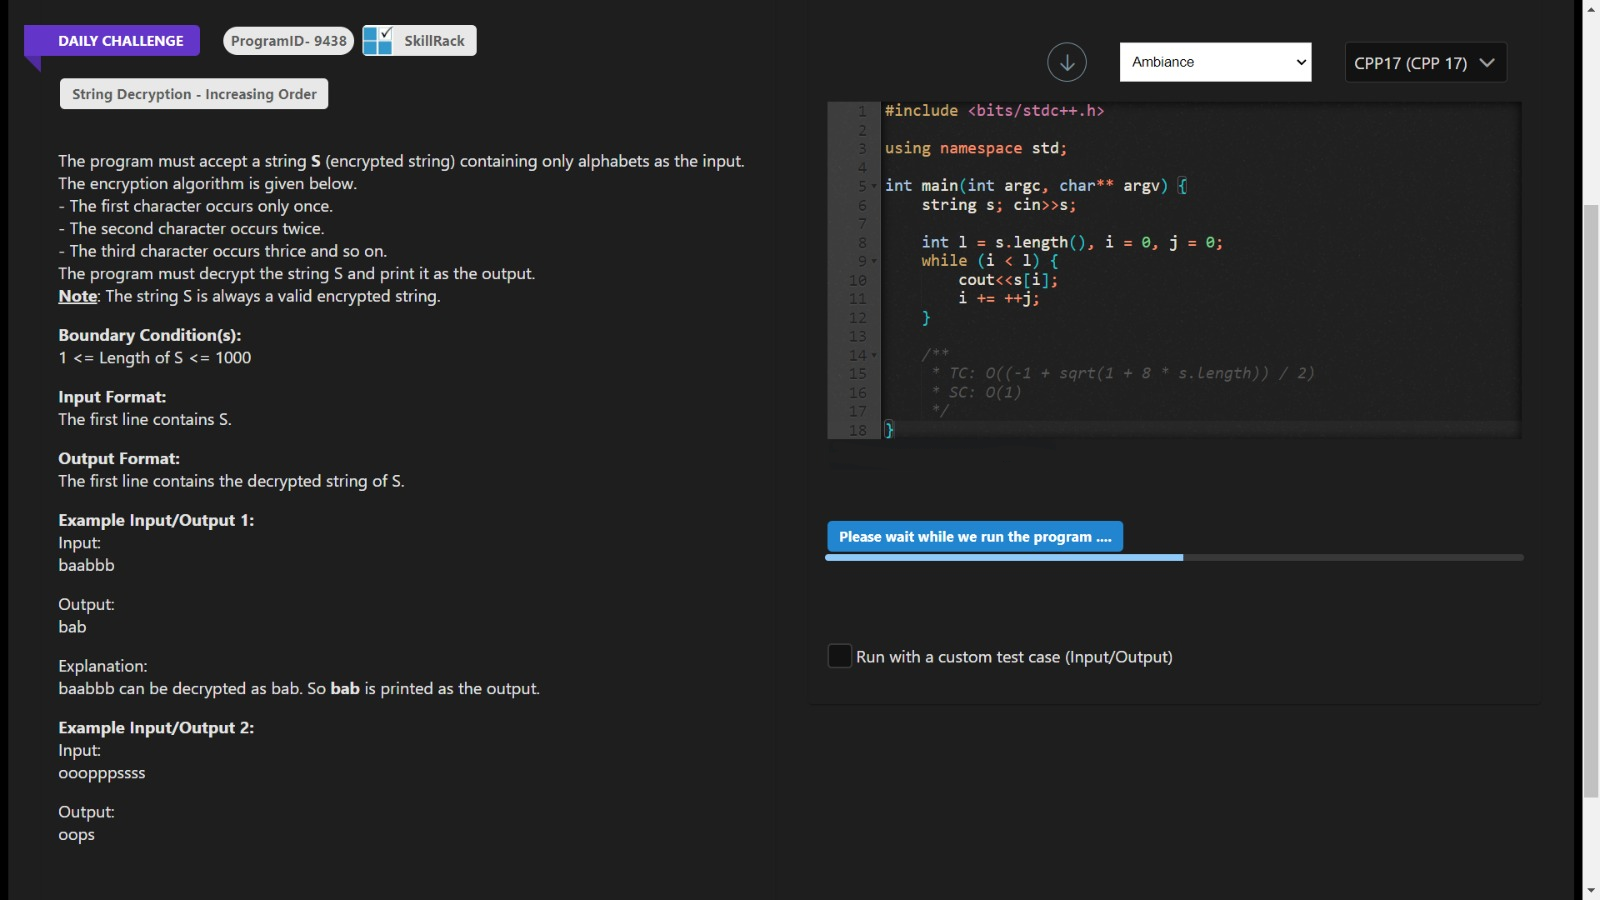 DAILY CHALLENGE
ProgramID- 9438
SkillRack
String Decryption - Increasing Order
The program must accept a string S (encrypted string) containing only alphabets as the input.
The encryption algorithm is given below.
- The first character occurs only once.
- The second character occurs twice.
- The third character occurs thrice and so on.
The program must decrypt the string S and print it as the output.
Note: The string S is always a valid encrypted string.
Boundary Condition(s):
1 <= Length of S <= 1000
Input Format:
The first line contains S.
Output Format:
The first line contains the decrypted string of S.
Example Input/Output 1:
Input:
baabbb
Output:
bab
Explanation:
baabbb can be decrypted as bab. So bab is printed as the output.
Example Input/Output 2:
Input:
ooopppssss
Output:
oops
Ambiance
CPP17 (CPP 17)
1 #include <bits/stdc++.h>
2
3 using namespace std;
4
5 int main(int argc, char** argv) {
6 string s; cin>>s;
7
8 int l = s.length(), i = 0, j = 0;
9 while (i < l) {
10 cout<<s[i];
11 i += ++j;
12 }
13
14 /**
15 * TC: O((-1 + sqrt(1 + 8 * s.length)) / 2)
16 * SC: O(1)
17 */
18 }
Please wait while we run the program ....
Run with a custom test case (Input/Output)